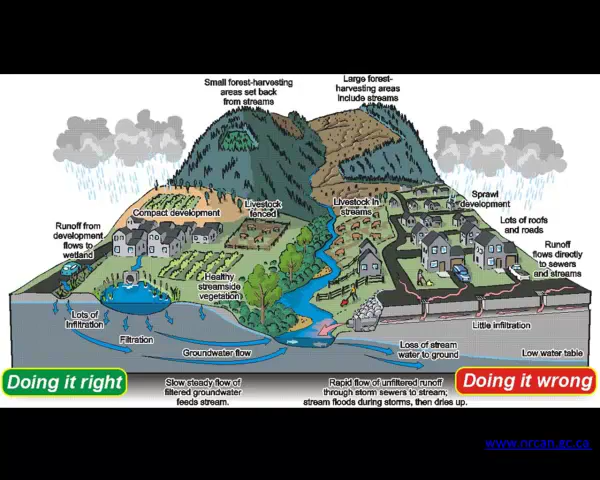 Small forest-harvesting
areas set back
from streams
Large forest-
harvesting areas
include streams
Compact development
Livestock
fenced
Livestock in
streams
Sprawl
development
Lots of roofs
and roads
Runoff from
development
flows to
wetland
Runoff
flows directly
to sewers
and streams
Healthy
streamside
vegetation
Lots of
infiltration
Filtration
Groundwater flow
Little infiltration
Loss of stream
water to ground
Low water table
Doing it right
Slow steady flow of
filtered groundwater
feeds stream.
Rapid flow of unfiltered runoff
through storm sewers to stream;
stream floods during storms, then dries up.
Doing it wrong
www.nrcan.gc.ca